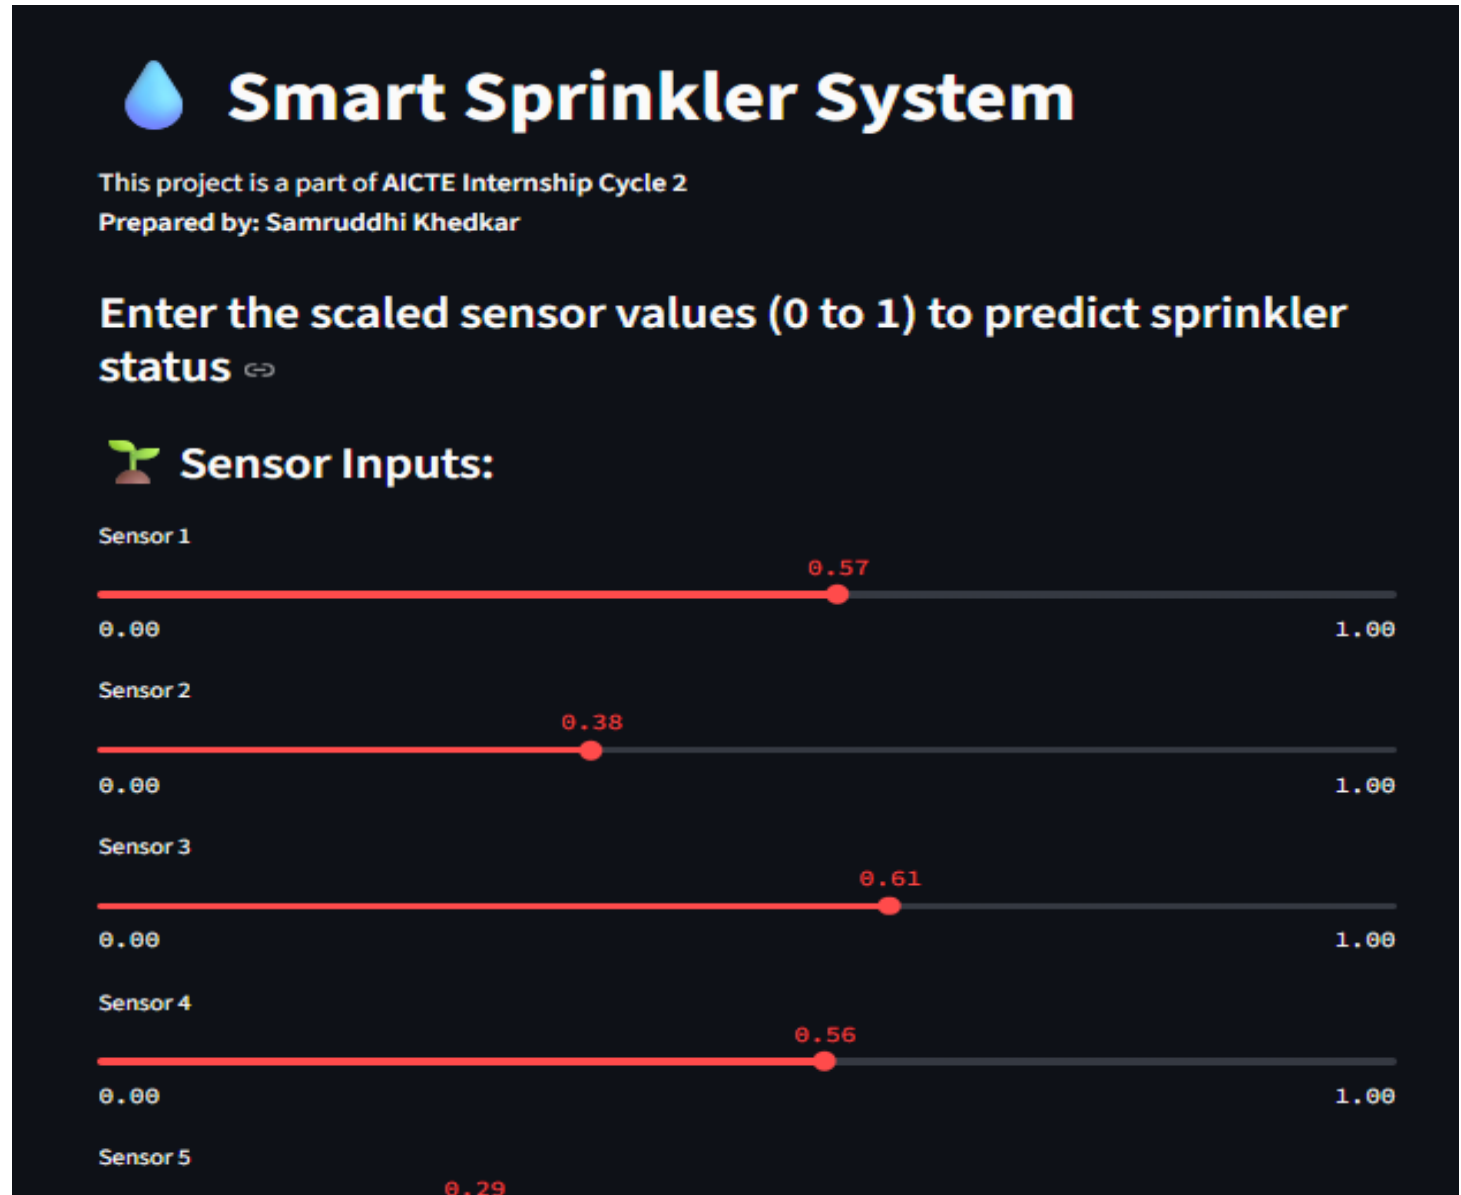 Smart Sprinkler System
This project is a part of AICTE Internship Cycle 2
Prepared by: Samruddhi Khedkar
Enter the scaled sensor values (0 to 1) to predict sprinkler
status
Sensor Inputs:
Sensor 1
0.57
0.00 1.00
Sensor 2
0.38
0.00 1.00
Sensor 3
0.61
0.00 1.00
Sensor 4
0.56
0.00 1.00
Sensor 5
0.29